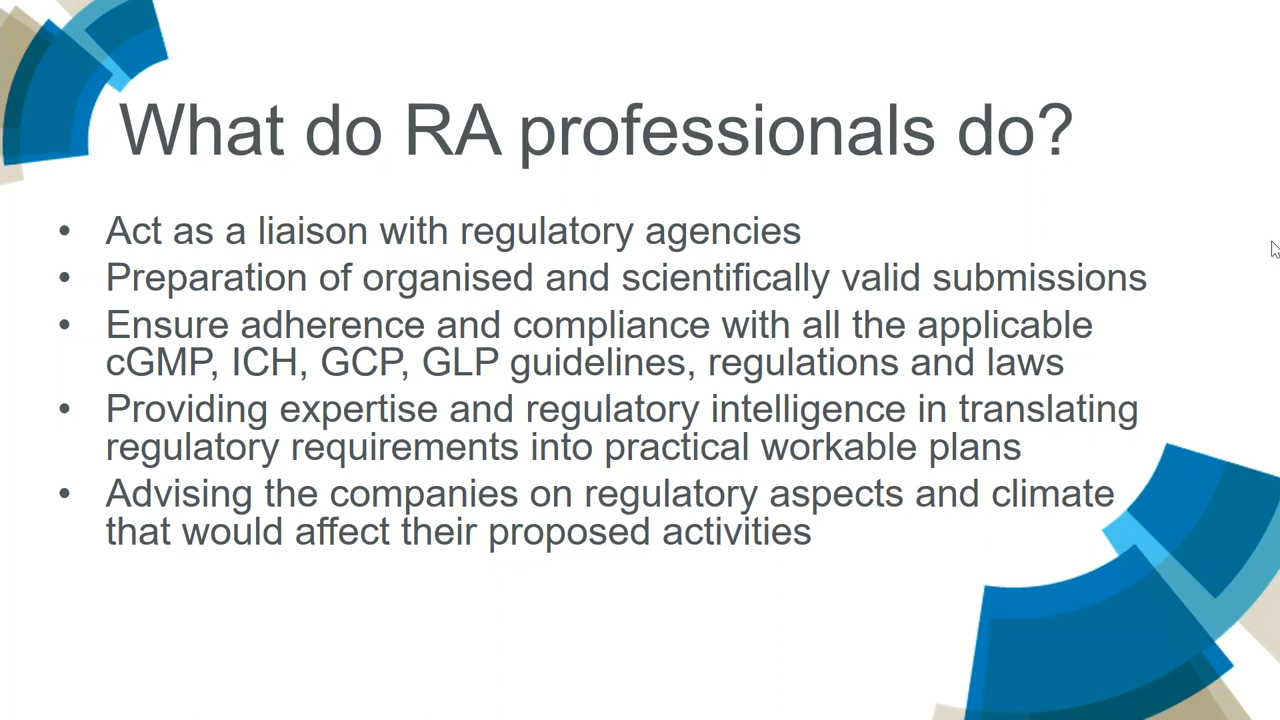 What do RA professionals do?
• Act as a liaison with regulatory agencies
• Preparation of organised and scientifically valid submissions
• Ensure adherence and compliance with all the applicable
cGMP, ICH, GCP, GLP guidelines, regulations and laws
• Providing expertise and regulatory intelligence in translating
regulatory requirements into practical workable plans
• Advising the companies on regulatory aspects and climate
that would affect their proposed activities